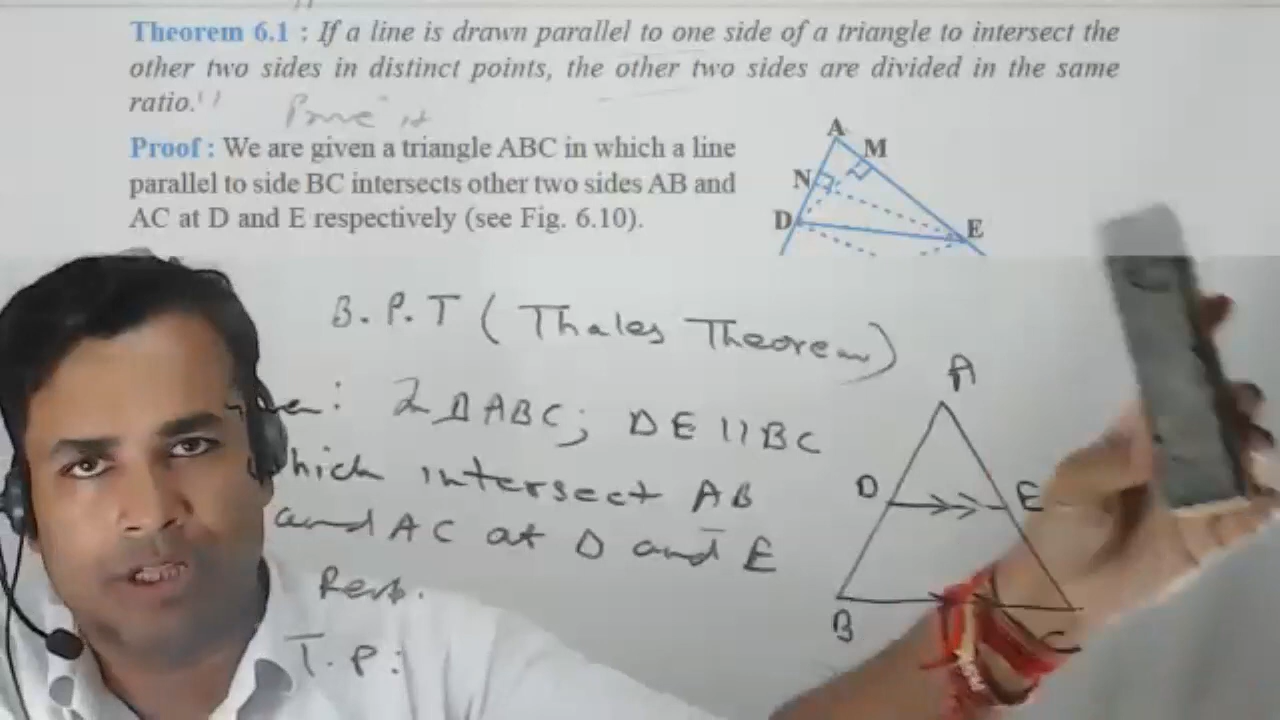 Theorem 6.1 : If a line is drawn parallel to one side of a triangle to intersect the
other two sides in distinct points, the other two sides are divided in the same
ratio.
Prove it
Proof : We are given a triangle ABC in which a line
parallel to side BC intersects other two sides AB and
AC at D and E respectively (see Fig. 6.10).
A
M
N
D
E
B.P.T (Thales Theorem)
ΔABC; DE || BC
which intersect AB
and AC at D and E
Resp.
T.P:
A
D
E
B
C